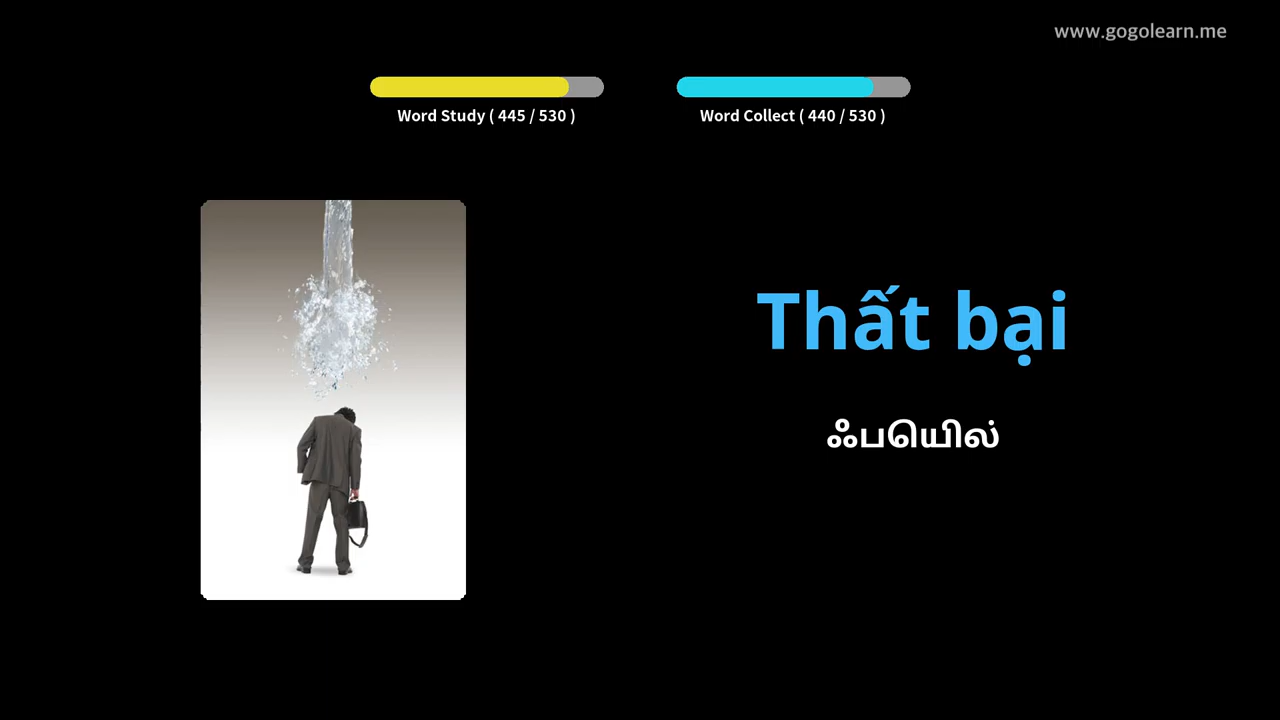 www.gogolearn.me
Word Study ( 445 / 530 )
Word Collect ( 440 / 530 )
Thất bại
ஃபெயில்